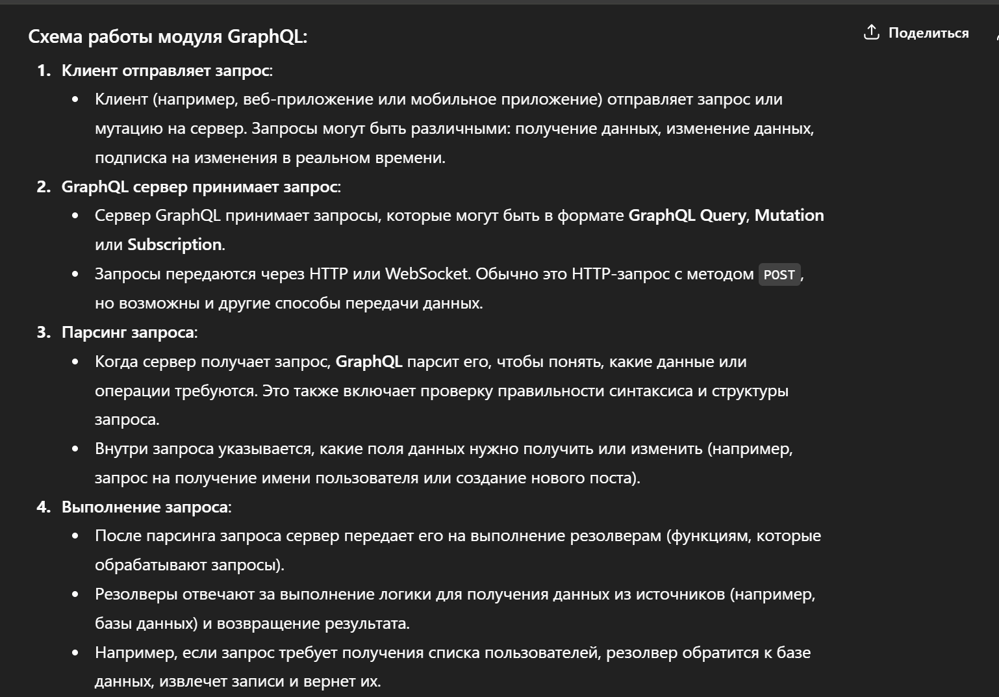 Схема работы модуля GraphQL:
Поделиться
1. Клиент отправляет запрос:
• Клиент (например, веб-приложение или мобильное приложение) отправляет запрос или
мутацию на сервер. Запросы могут быть различными: получение данных, изменение данных,
подписка на изменения в реальном времени.
2. GraphQL сервер принимает запрос:
• Сервер GraphQL принимает запросы, которые могут быть в формате GraphQL Query, Mutation
или Subscription.
• Запросы передаются через HTTP или WebSocket. Обычно это HTTP-запрос с методом POST,
но возможны и другие способы передачи данных.
3. Парсинг запроса:
• Когда сервер получает запрос, GraphQL парсит его, чтобы понять, какие данные или
операции требуются. Это также включает проверку правильности синтаксиса и структуры
запроса.
• Внутри запроса указывается, какие поля данных нужно получить или изменить (например,
запрос на получение имени пользователя или создание нового поста).
4. Выполнение запроса:
• После парсинга запроса сервер передает его на выполнение резолверам (функциям, которые
обрабатывают запросы).
• Резолверы отвечают за выполнение логики для получения данных из источников (например,
базы данных) и возвращение результата.
• Например, если запрос требует получения списка пользователей, резолвер обратится к базе
данных, извлечет записи и вернет их.